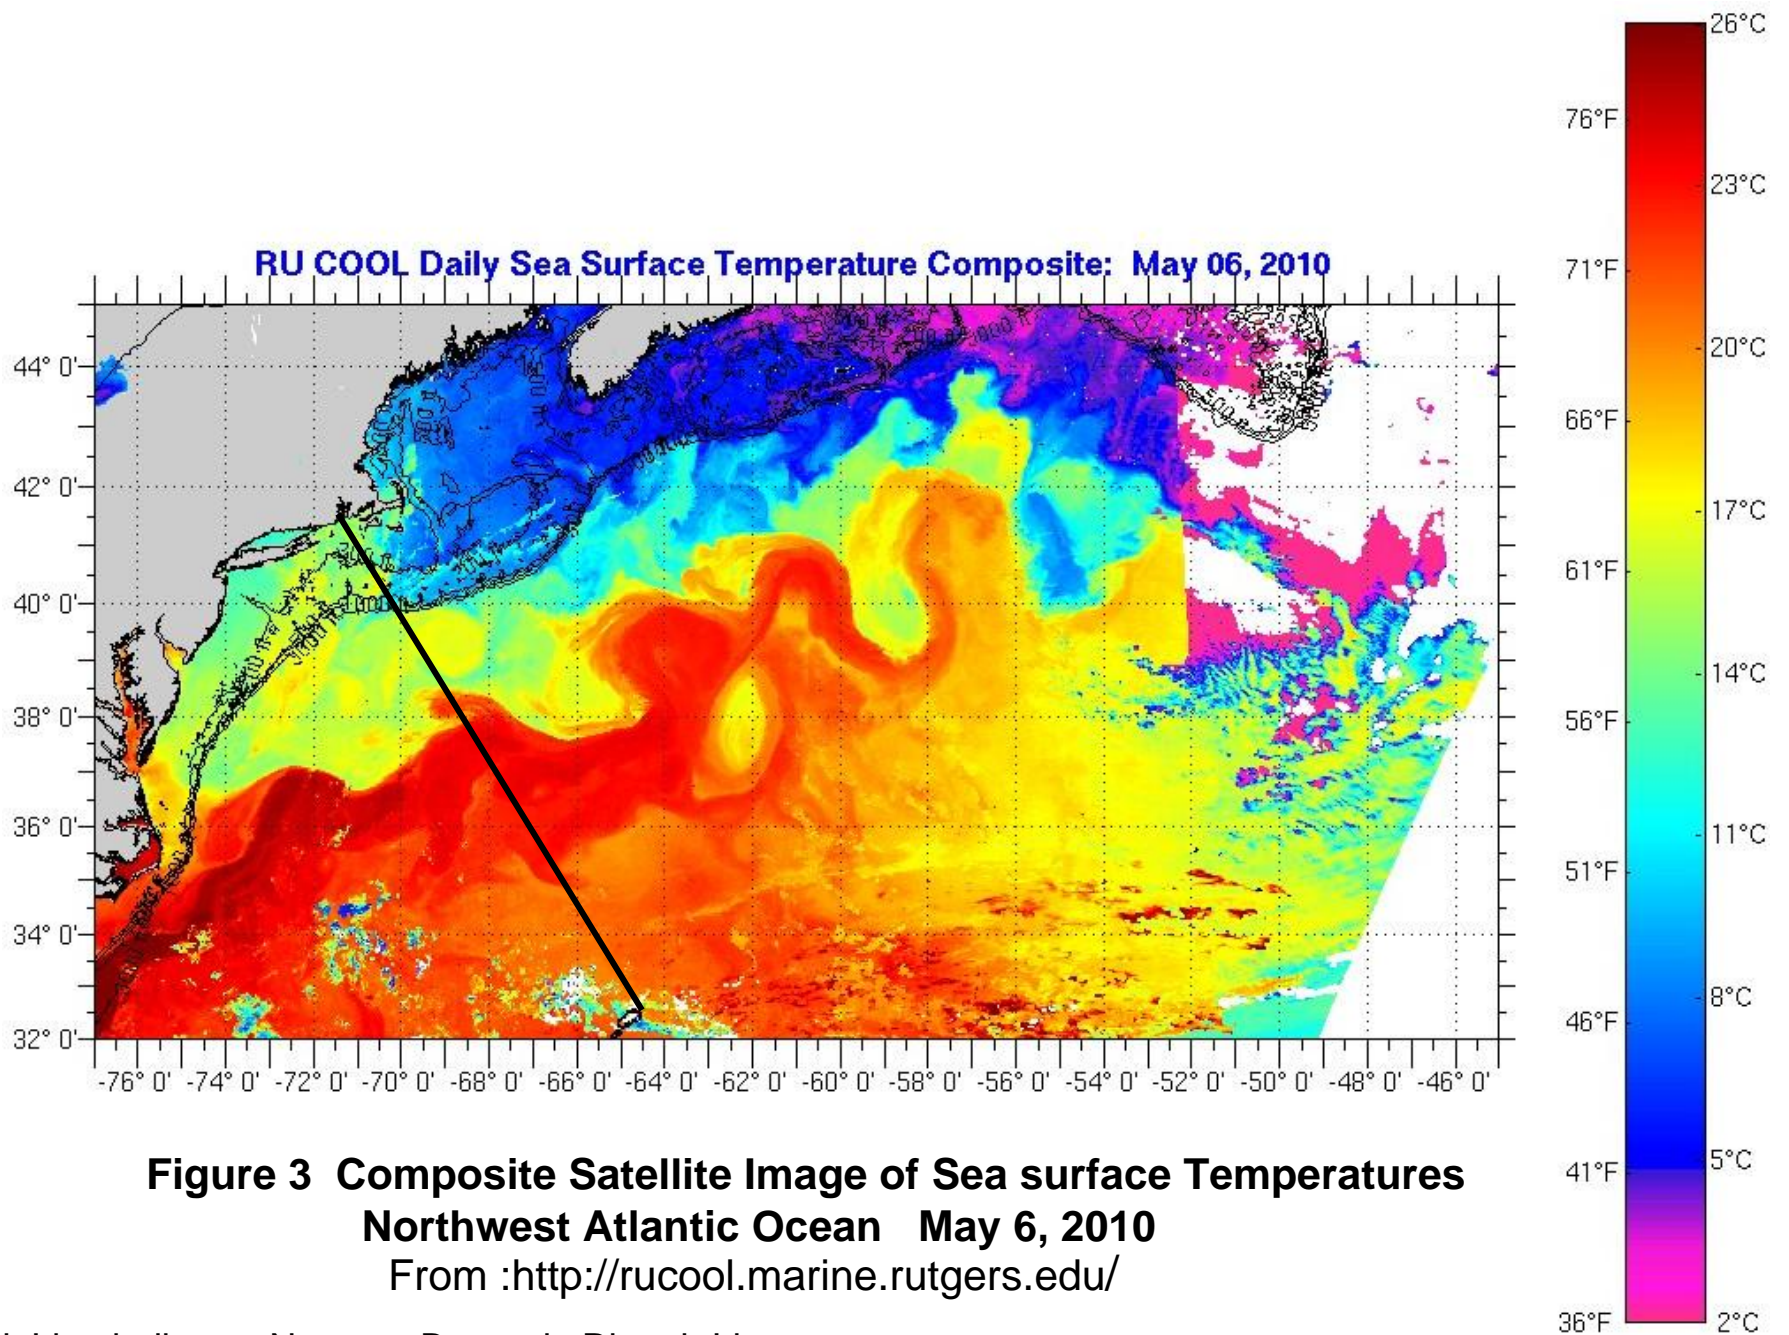 26°C
76°F
23°C
RU COOL Daily Sea Surface Temperature Composite: May 06, 2010
71°F
20°C
44° 0'
66°F
42° 0'
17°C
61°F
40° 0'
14°C
38° 0'
56°F
11°C
36° 0'
51°F
34° 0'
8°C
46°F
32° 0'
-76° 0' -74° 0' -72° 0' -70° 0' -68° 0' -66° 0' -64° 0' -62° 0' -60° 0' -58° 0' -56° 0' -54° 0' -52° 0' -50° 0' -48° 0' -46° 0'
5°C
41°F
Figure 3 Composite Satellite Image of Sea surface Temperatures
Northwest Atlantic Ocean May 6, 2010
From :http://rucool.marine.rutgers.edu/
36°F
2°C